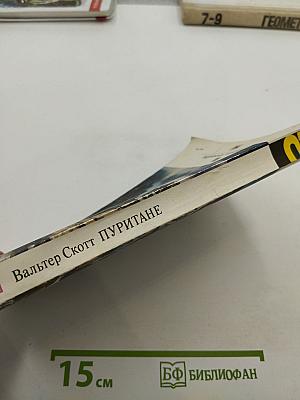 7-9 ГЕОМЕТ
Вальтер Скотт ПУРИТАНЕ
15 см
БФ БИБЛИОФАН